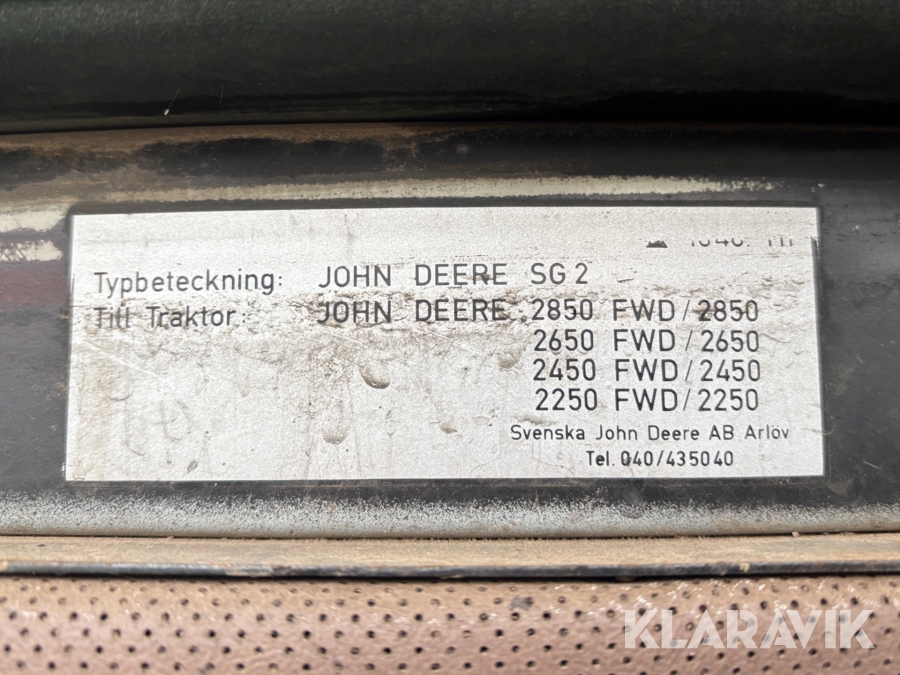 Typbeteckning: JOHN DEERE SG 2
Till Traktor: JOHN DEERE 2850 FWD/2850
2650 FWD/2650
2450 FWD/2450
2250 FWD/2250
Svenska John Deere AB Arlöv
Tel. 040/435040
KLARAVIK